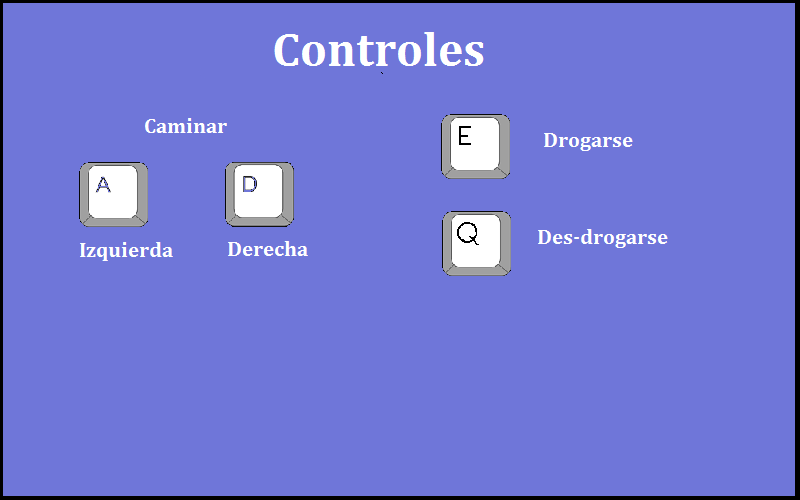 Controles
Caminar
A
D
Izquierda
Derecha
E
Drogarse
Q
Des-drogarse